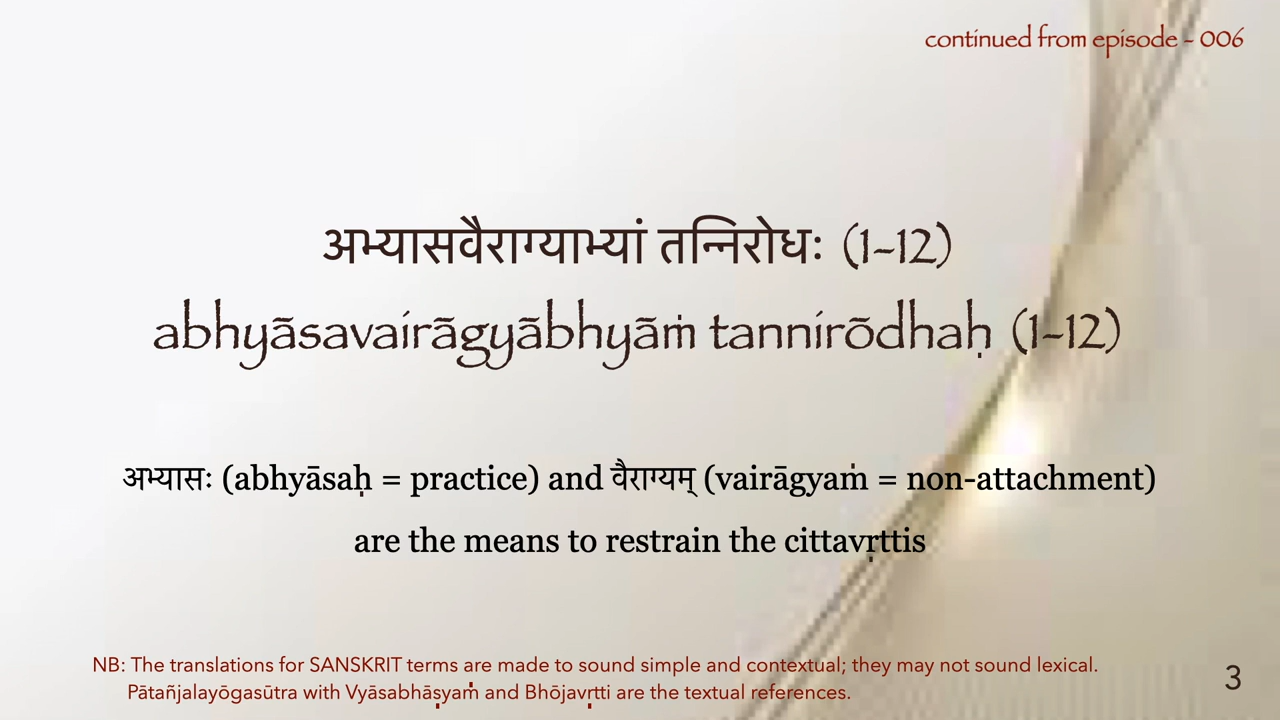 continued from episode - 006
अभ्यासवैराग्याभ्यां तन्निरोधः (1-12)
abhyāsavairāgyābhyāṁ tannirōdhaḥ (1-12)
अभ्यासः (abhyāsaḥ = practice) and वैराग्यम् (vairāgyaṁ = non-attachment)
are the means to restrain the cittavṛttis
NB: The translations for SANSKRIT terms are made to sound simple and contextual; they may not sound lexical.
Pātañjalayōgasūtra with Vyāsabhāṣyaṁ and Bhōjavṛtti are the textual references.
3